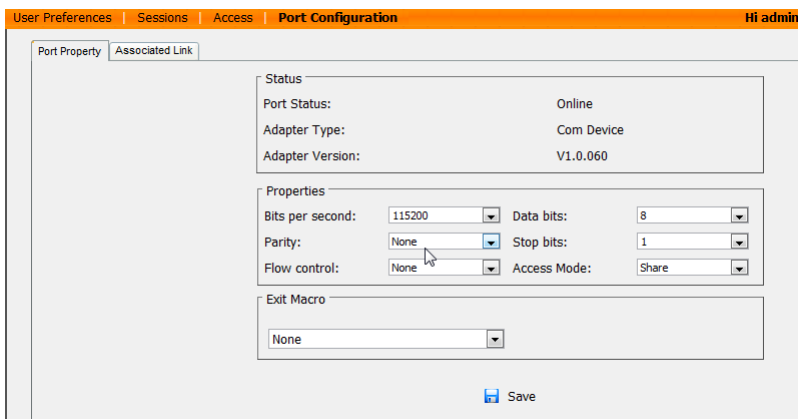 User Preferences | Sessions | Access | Port Configuration Hi admin
Port Property Associated Link
Status
Port Status: Online
Adapter Type: Com Device
Adapter Version: V1.0.060
Properties
Bits per second: 115200 Data bits: 8
Parity: None Stop bits: 1
Flow control: None Access Mode: Share
Exit Macro
None
Save